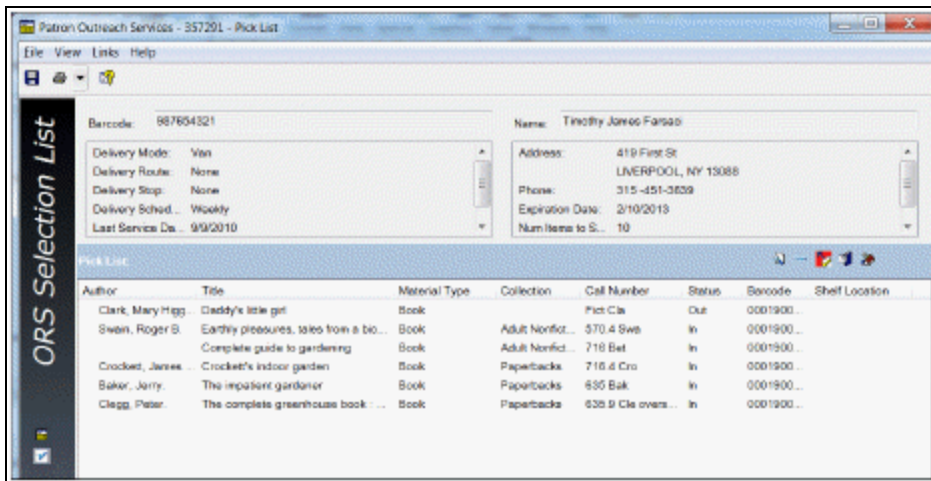 Patron Outreach Services - 357291 - Pick List
File View Links Help
ORS Selection List
Barcode: 987654321
Name: Timothy James
Delivery Mode: Van
Delivery Route: None
Delivery Stop: None
Delivery Sched... Weekly
Last Service Da... 9/9/2010
Address: 419 First St
LIVERPOOL, NY 13088
Phone: 315-451-3639
Expiration Date: 2/10/2013
Num Items to S... 10
Pick List
Author Title Material Type Collection Call Number Status Barcode Shelf Location
Clark, Mary Higg... Daddy's little girl Book Fict Cla Out 0001900...
Swain, Roger B. Earthly pleasures, tales from a bio... Book Adult Nonfict... 570.4 Swa In 0001900...
Complete guide to gardening Book Adult Nonfict... 716 Bet In 0001900...
Crockett, James ... Crockett's indoor garden Paperbacks 716.4 Cro In 0001900...
Baker, Jerry. The impatient gardener Book Paperbacks 635 Bak In 0001900...
Clegg, Peter. The complete greenhouse book : ... Book Paperbacks 635.9 Cle overs... In 0001900...